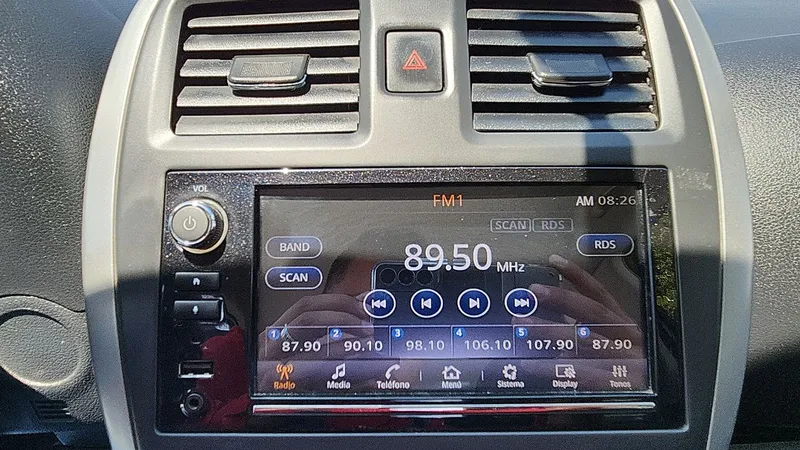 VOL
FM1
AM 08:26
SCAN RDS
BAND
89.50 MHz
RDS
SCAN
1 87.90
2 90.10
3 98.10
4 106.10
5 107.90
6 87.90
Radio
Media
Teléfono
Menú
Sistema
Display
Tonos